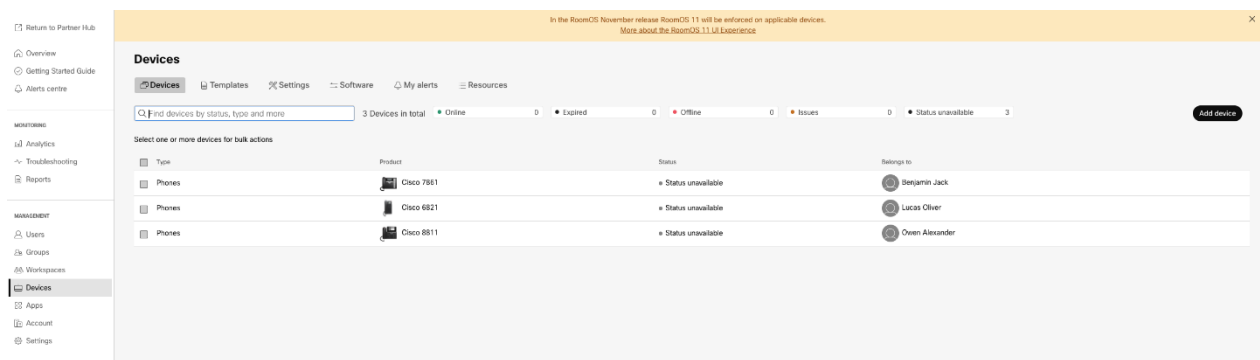 Return to Partner Hub
Overview
Getting Started Guide
Alerts centre
MONITORING
Analytics
Troubleshooting
Reports
MANAGEMENT
Users
Groups
Workspaces
Devices
Apps
Account
Settings
In the RoomOS November release RoomOS 11 will be enforced on applicable devices.
More about the RoomOS 11 UI Experience
Devices
Devices Templates Settings Software My alerts Resources
Find devices by status, type and more 3 Devices in total Online 0 Expired 0 Offline 0 Issues 0 Status unavailable 3 Add device
Select one or more devices for bulk actions
Type Product Status Belongs to
Phones Cisco 7861 Status unavailable Benjamin Jack
Phones Cisco 6821 Status unavailable Lucas Oliver
Phones Cisco 8811 Status unavailable Owen Alexander